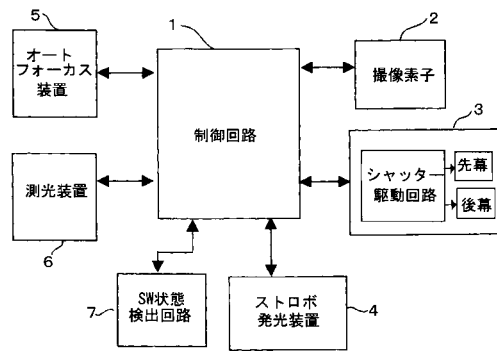 5
オート
フォーカス
装置
1
制御回路
2
撮像素子
3
シャッター
駆動回路
先幕
後幕
測光装置
6
7
SW状態
検出回路
ストロボ
発光装置
4